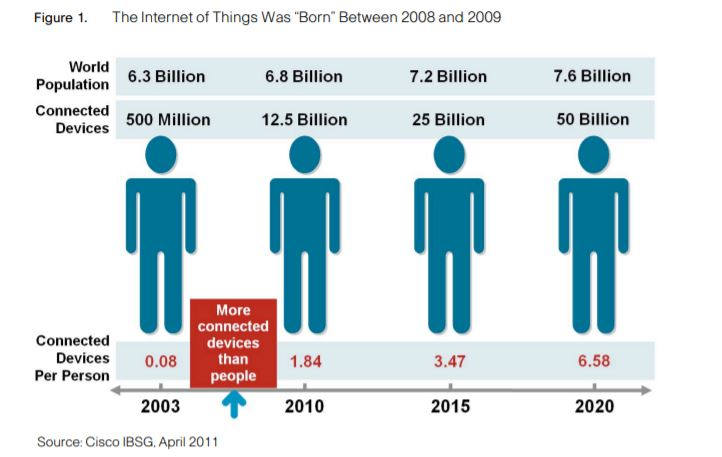 Figure 1. The Internet of Things Was “Born” Between 2008 and 2009
World
Population
6.3 Billion 6.8 Billion 7.2 Billion 7.6 Billion
Connected
Devices
500 Million 12.5 Billion 25 Billion 50 Billion
More
connected
devices
than
people
Connected
Devices
Per Person
0.08 1.84 3.47 6.58
2003 2010 2015 2020
Source: Cisco IBSG, April 2011